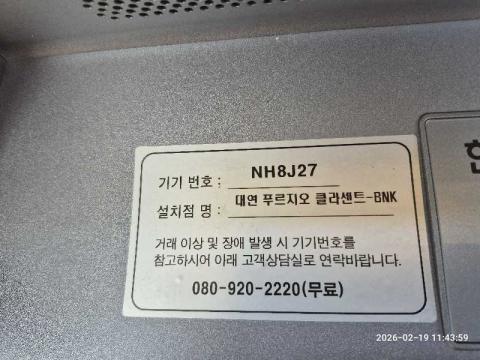 기기 번호 : NH8J27
설치점 명 : 대연 푸르지오 클라센트-BNK
거래 이상 및 장애 발생 시 기기번호를
참고하시어 아래 고객상담실로 연락바랍니다.
080-920-2220(무료)
2026-02-19 11:43:59